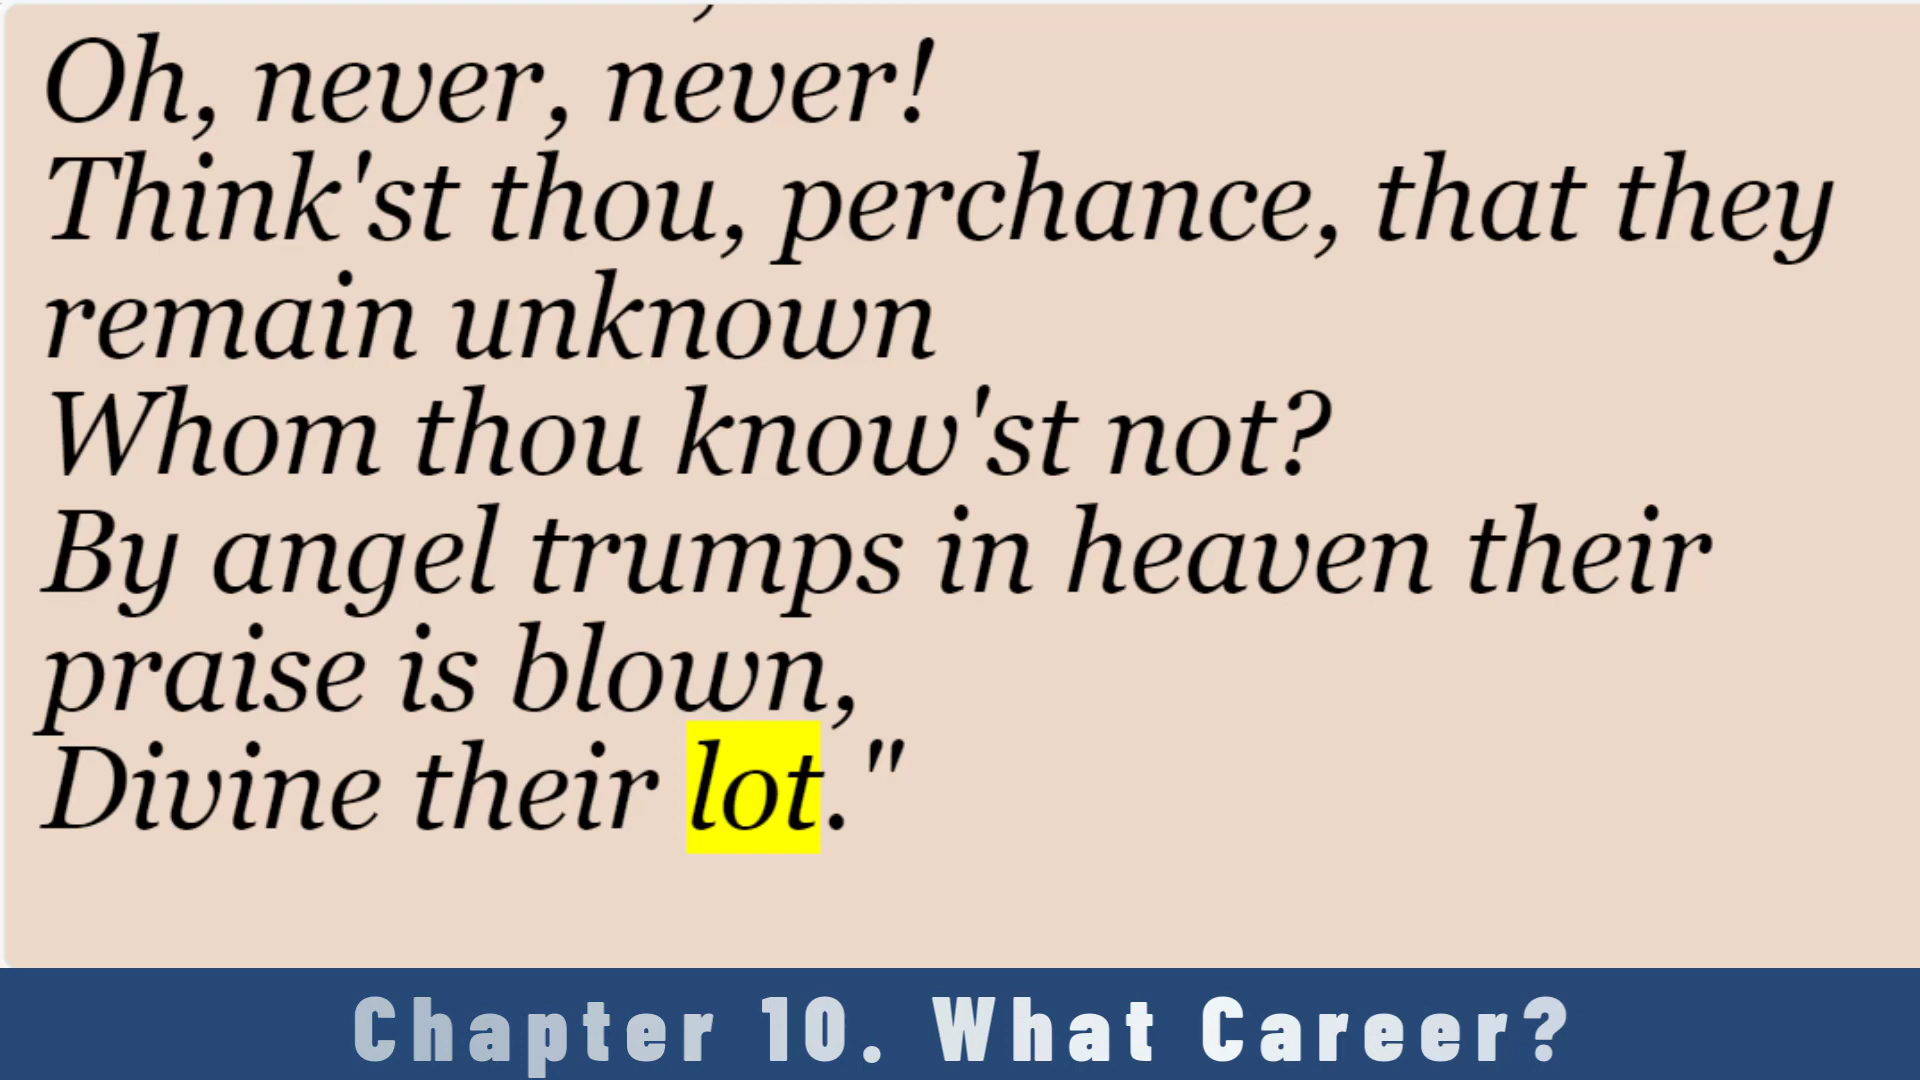 Oh, never, never!
Think'st thou, perchance, that they
remain unknown
Whom thou know'st not?
By angel trumps in heaven their
praise is blown,
Divine their lot."
Chapter 10. What Career?